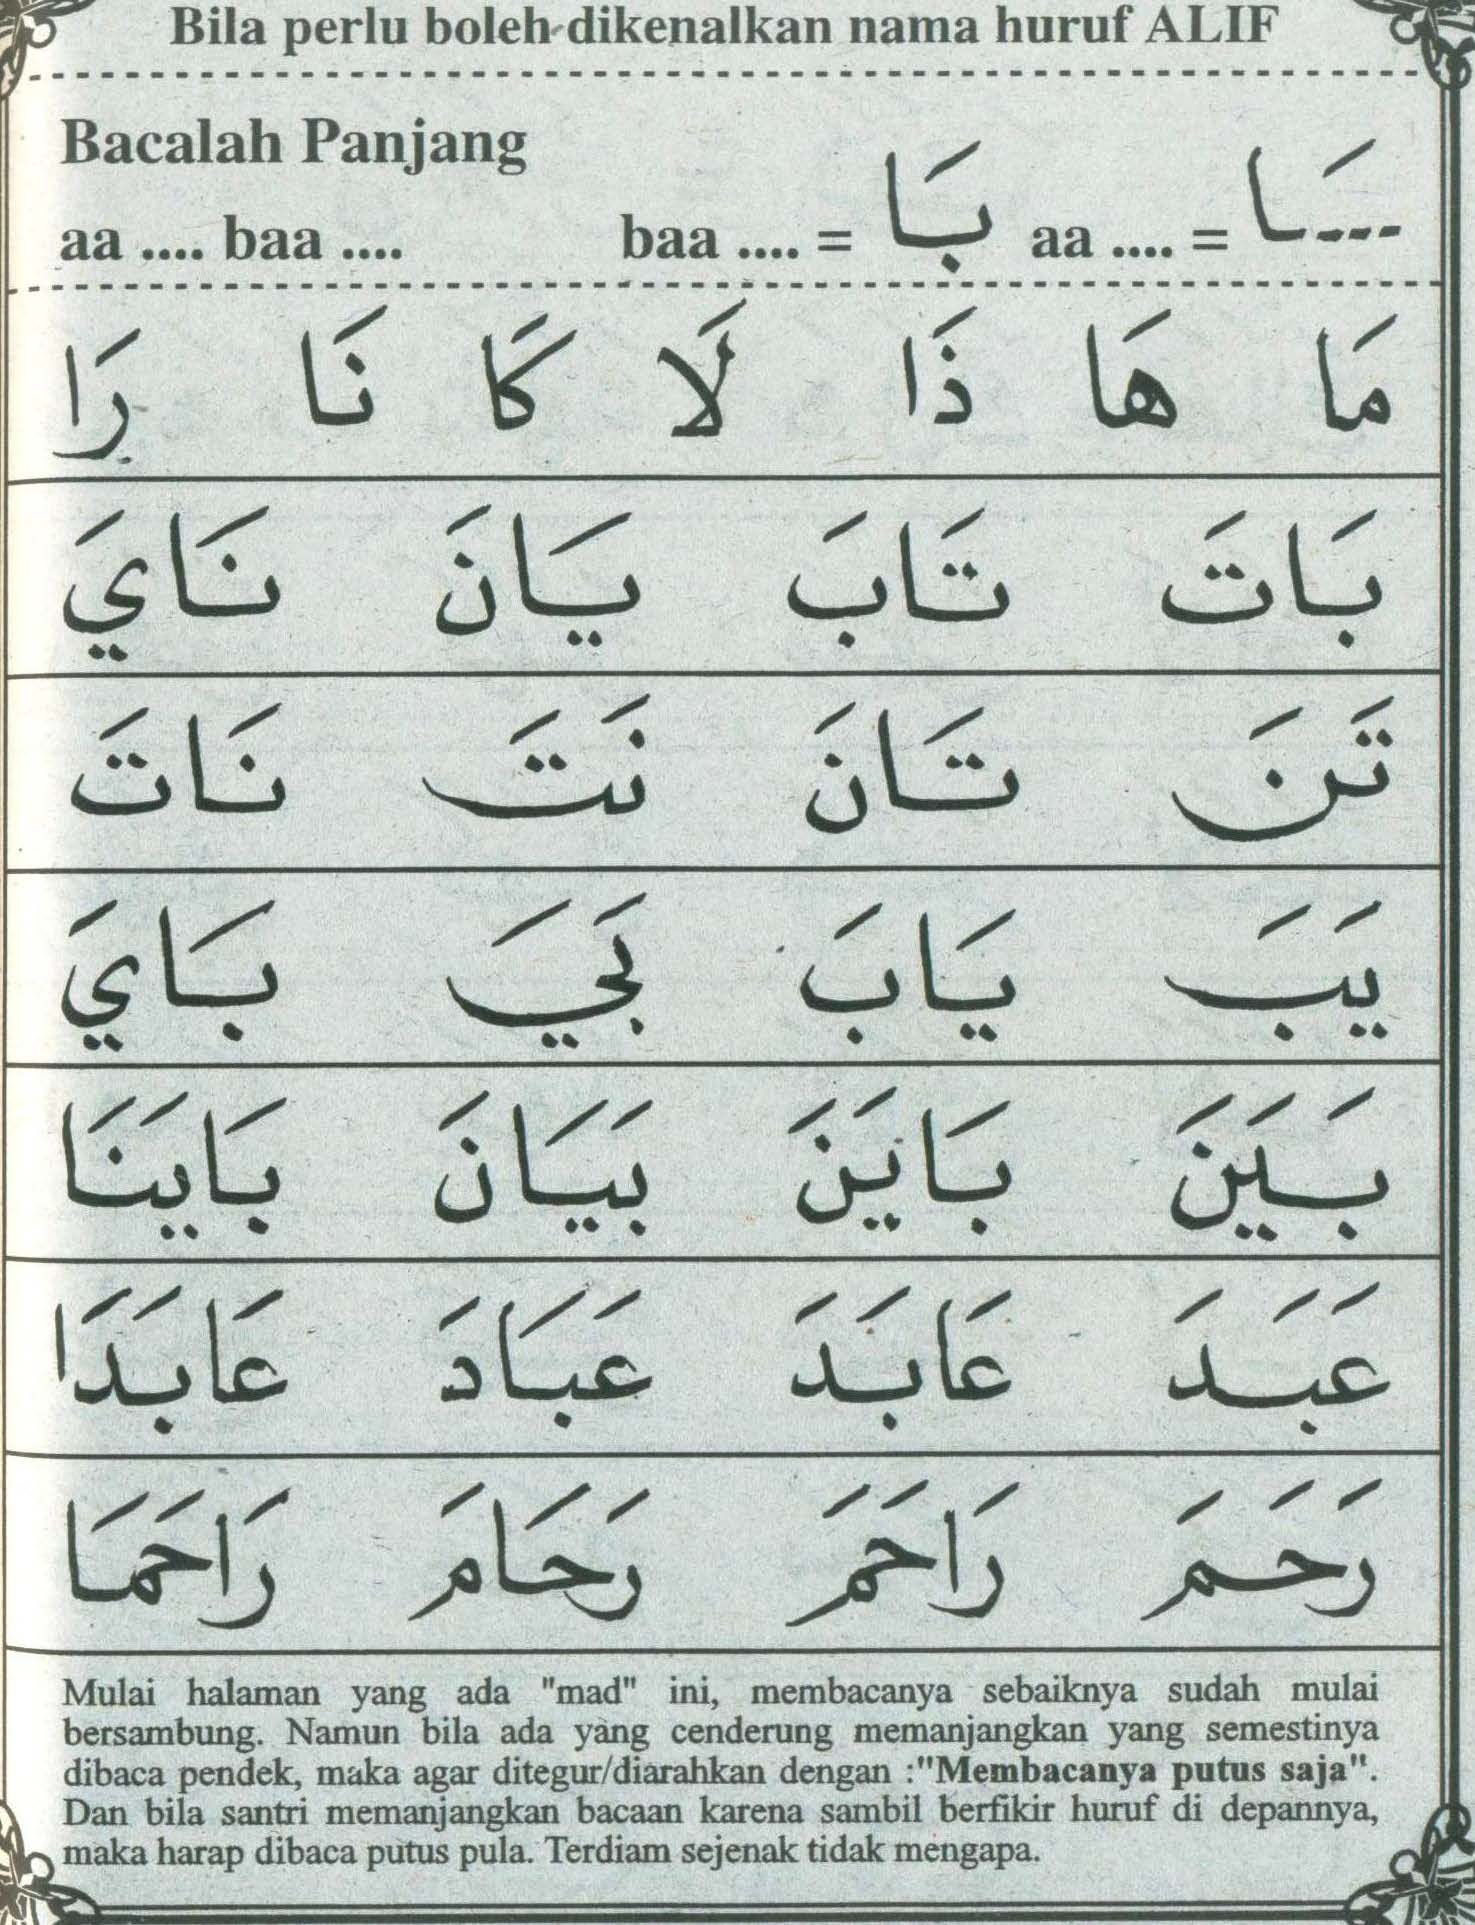 Bila perlu boleh dikenalkan nama huruf ALIF
Bacalah Panjang
aa .... baa .... baa .... = بَـا aa .... = ---ـَا
مَا هَا ذَا لَا كَا نَا رَا
بَاتَ تَابَ يَانَ نَايَ
تَنَ تَانَ نَتَ نَاتَ
يَبَ يَابَ بَيَ بَايَ
بَيَنَ بَايَنَ بَيَانَ بَايَنَا
عَبَدَ عَابَدَ عَبَادَ عَابَدَا
رَحَمَ رَاحَمَ رَحَامَ رَاحَمَا
Mulai halaman yang ada "mad" ini, membacanya sebaiknya sudah mulai
bersambung. Namun bila ada yang cenderung memanjangkan yang semestinya
dibaca pendek, maka agar ditegur/diarahkan dengan :"Membacanya putus saja".
Dan bila santri memanjangkan bacaan karena sambil berfikir huruf di depannya,
maka harap dibaca putus pula. Terdiam sejenak tidak mengapa.